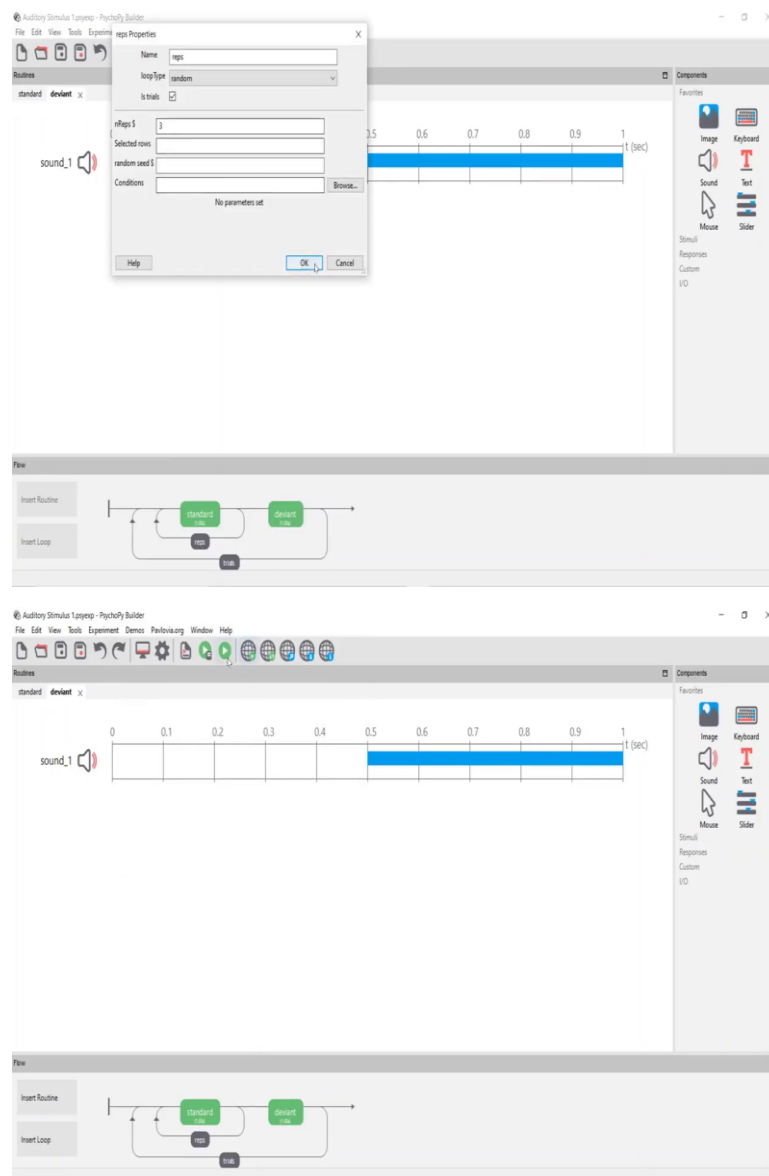 Auditory Stimulus 1.psyexp - PsychoPy Builder
File Edit View Tools Experim
reps Properties
Name reps
loopType random
Is trials
nReps $ 3
Selected rows
random seed $
Conditions
Browse...
No parameters set
Help OK Cancel
Routines
standard deviant x
0.5 0.6 0.7 0.8 0.9 1
t (sec)
sound_1
Components
Favorites
Image Keyboard
Sound Text
Mouse Slider
Stimuli
Responses
Custom
I/O
Flow
Insert Routine
Insert Loop
standard
deviant
reps
trials
Auditory Stimulus 1.psyexp - PsychoPy Builder
File Edit View Tools Experiment Demos Pavlovia.org Window Help
Routines
standard deviant x
0 0.1 0.2 0.3 0.4 0.5 0.6 0.7 0.8 0.9 1
t (sec)
sound_1
Components
Favorites
Image Keyboard
Sound Text
Mouse Slider
Stimuli
Responses
Custom
I/O
Flow
Insert Routine
Insert Loop
standard
deviant
reps
trials